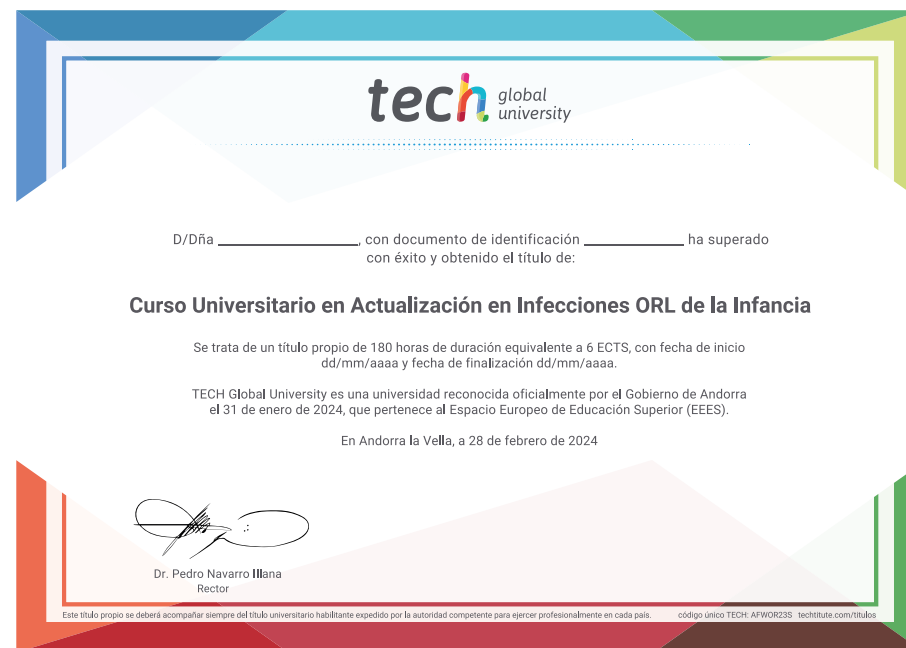 tech global
university
D/Dña ______________, con documento de identificación __________ ha superado
con éxito y obtenido el título de:
Curso Universitario en Actualización en Infecciones ORL de la Infancia
Se trata de un título propio de 180 horas de duración equivalente a 6 ECTS, con fecha de inicio
dd/mm/aaaa y fecha de finalización dd/mm/aaaa.
TECH Global University es una universidad reconocida oficialmente por el Gobierno de Andorra
el 31 de enero de 2024, que pertenece al Espacio Europeo de Educación Superior (EEES).
En Andorra la Vella, a 28 de febrero de 2024
Dr. Pedro Navarro Illana
Rector
Este título propio se deberá acompañar siempre del título universitario habilitante expedido por la autoridad competente para ejercer profesionalmente en cada país. código único TECH: AFWOR23S techtitute.com/titulos